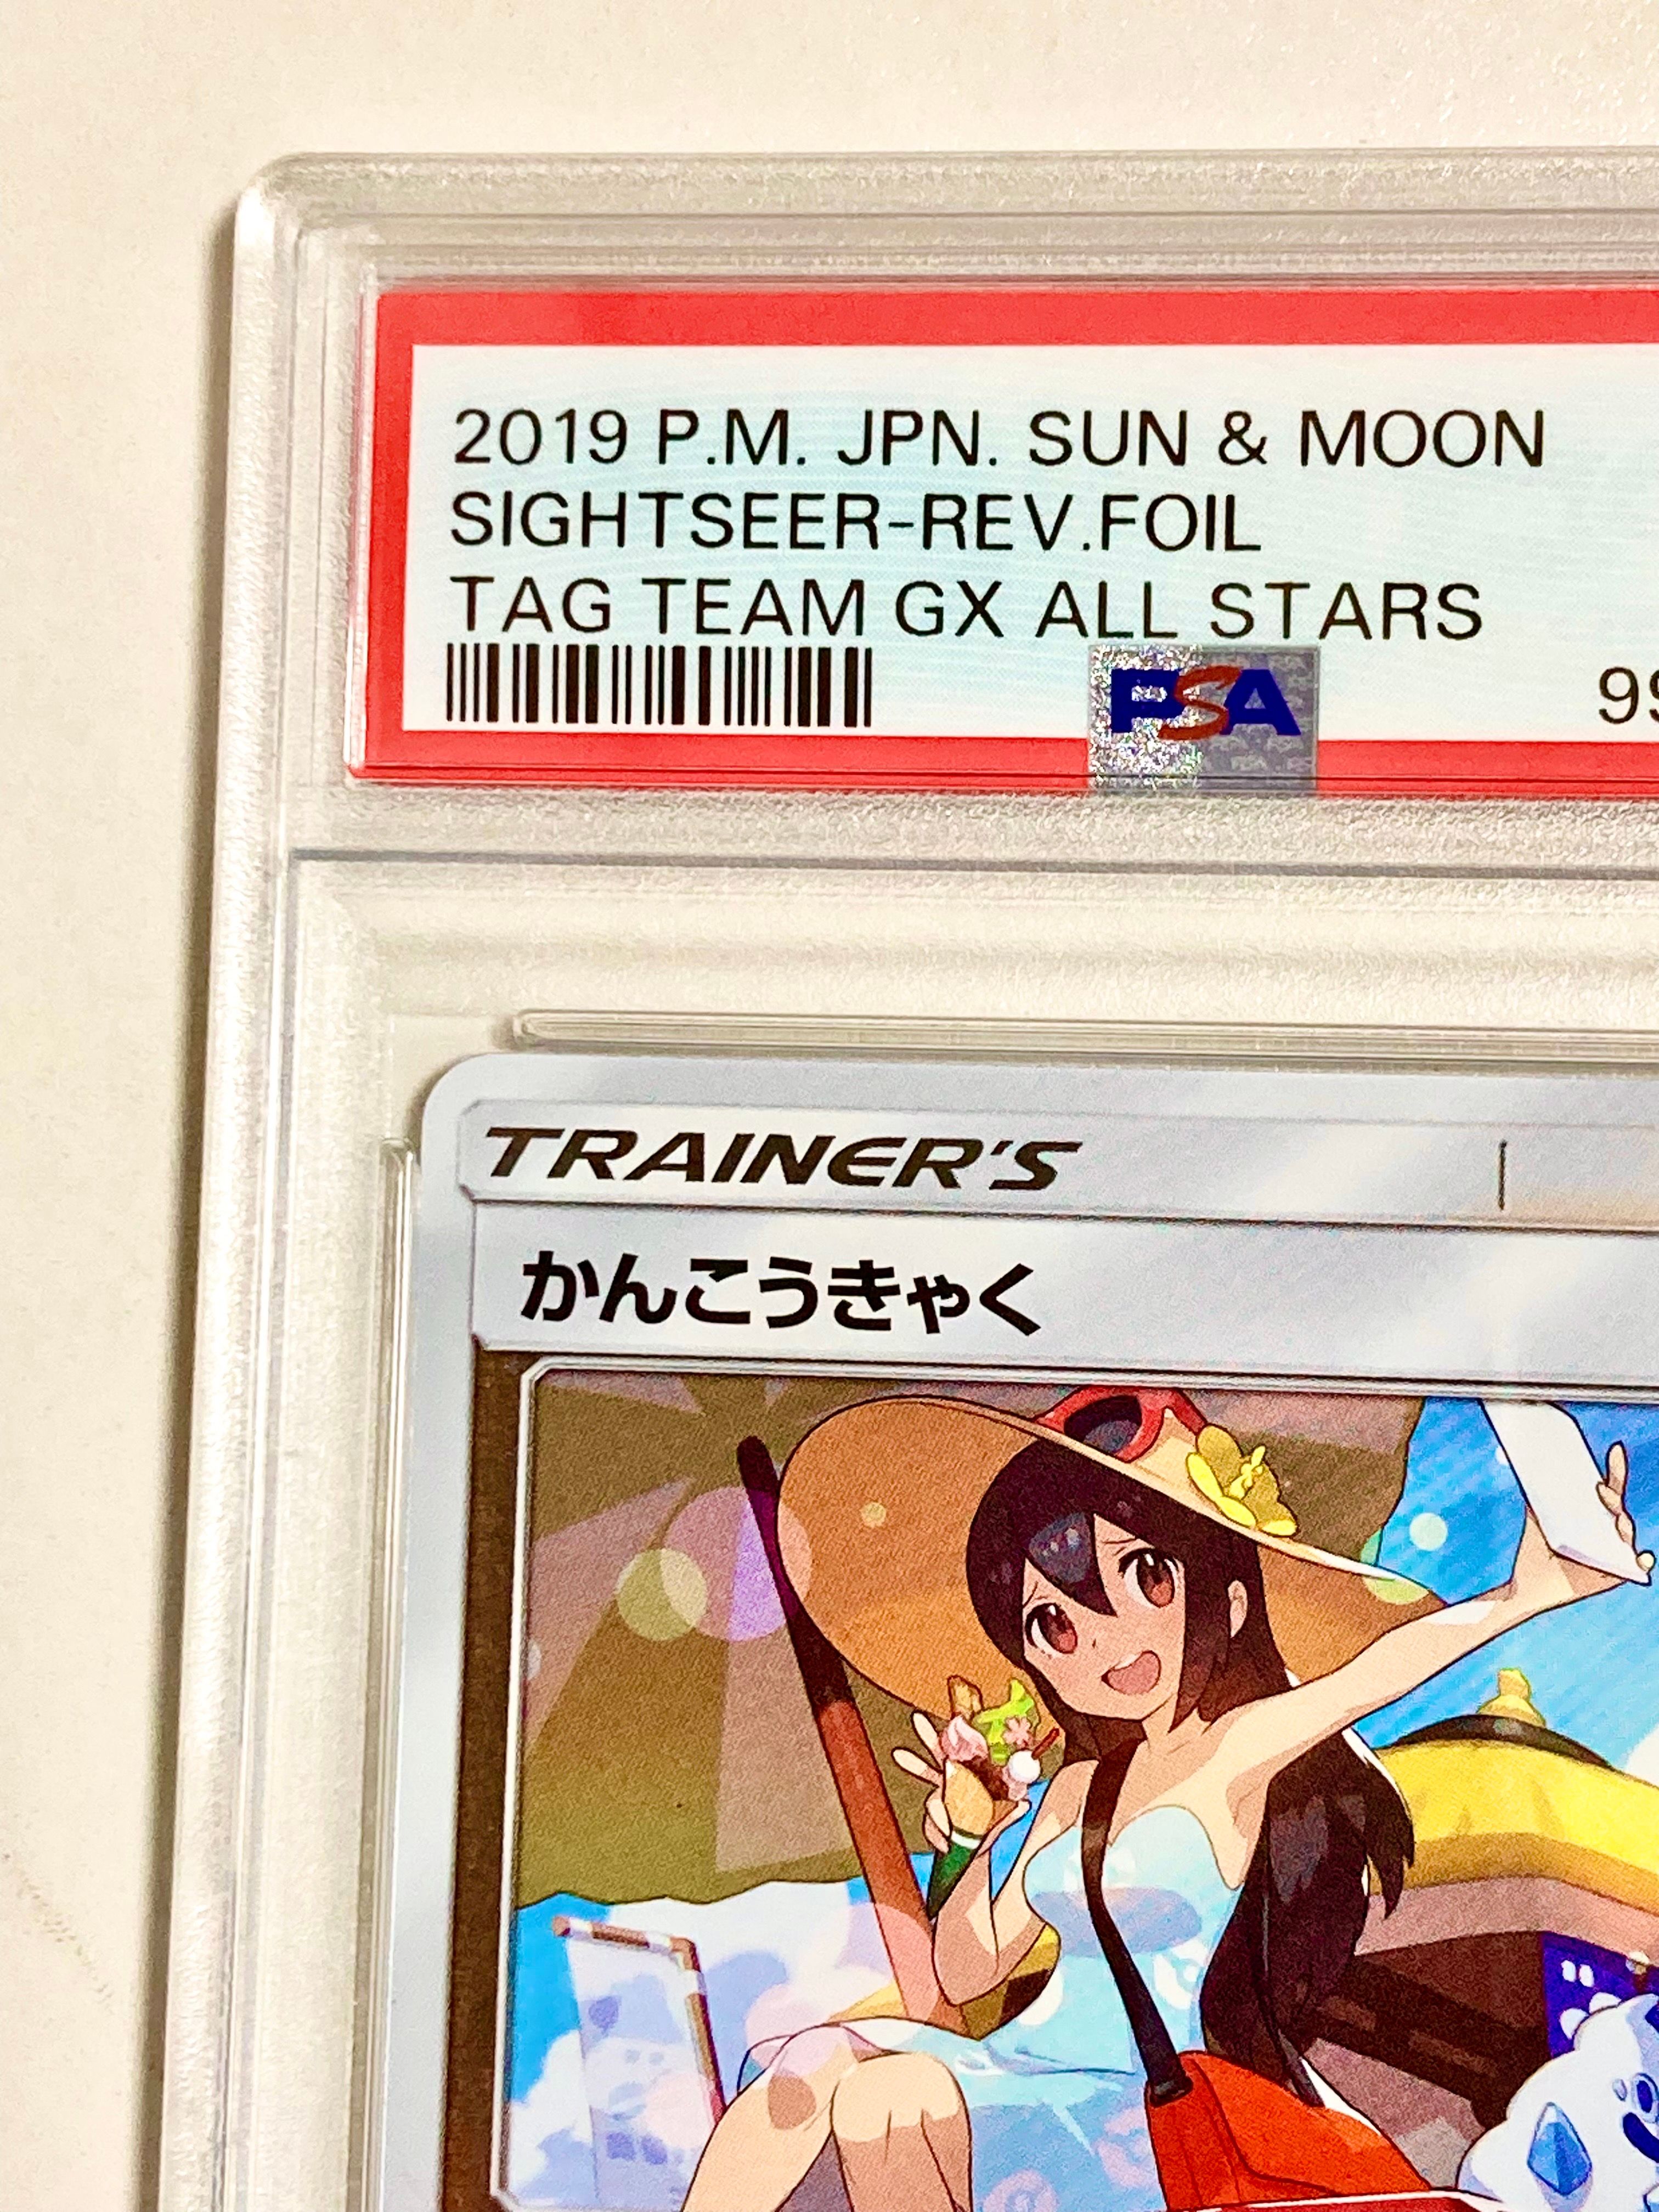 2019 P.M. JPN. SUN & MOON
SIGHTSEER-REV.FOIL
TAG TEAM GX ALL STARS
PSA
TRAINER'S
かんこうきゃく